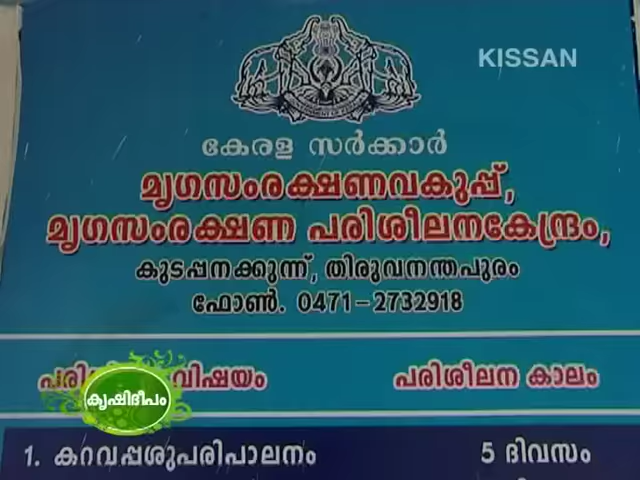 KISSAN
കേരള സർക്കാർ
മൃഗസംരക്ഷണവകുപ്പ്,
മൃഗസംരക്ഷണ പരിശീലനകേന്ദ്രം,
കുടപ്പനക്കുന്ന്, തിരുവനന്തപുരം
ഫോൺ. 0471-2732918
വിഷയം പരിശീലന കാലം
കൃഷിദീപം
1. കറവപ്പശുപരിപാലനം 5 ദിവസം